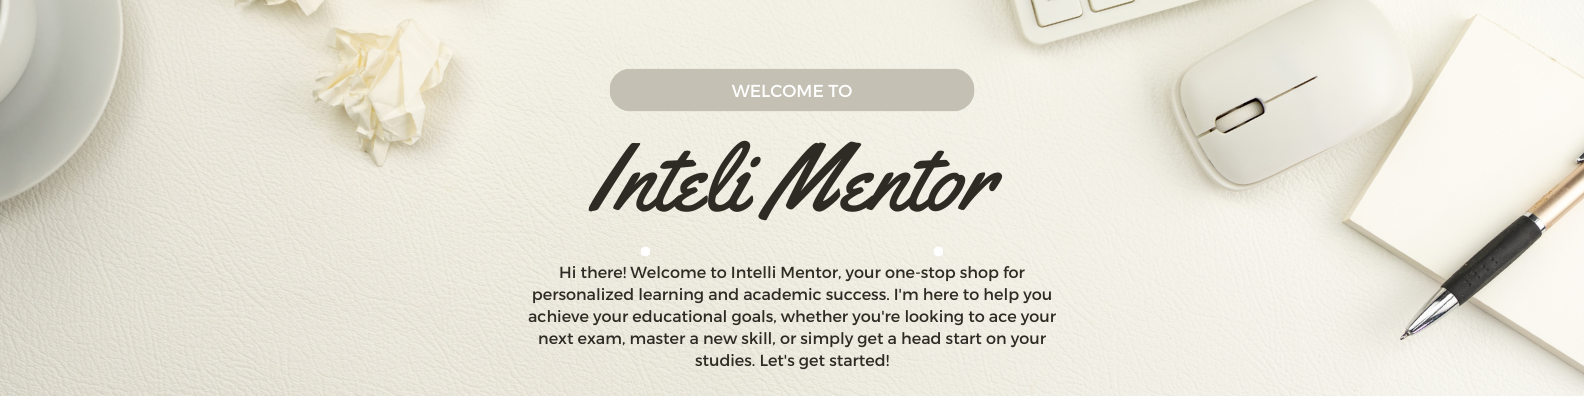 WELCOME TO
Inteli Mentor
Hi there! Welcome to Intelli Mentor, your one-stop shop for
personalized learning and academic success. I'm here to help you
achieve your educational goals, whether you're looking to ace your
next exam, master a new skill, or simply get a head start on your
studies. Let's get started!